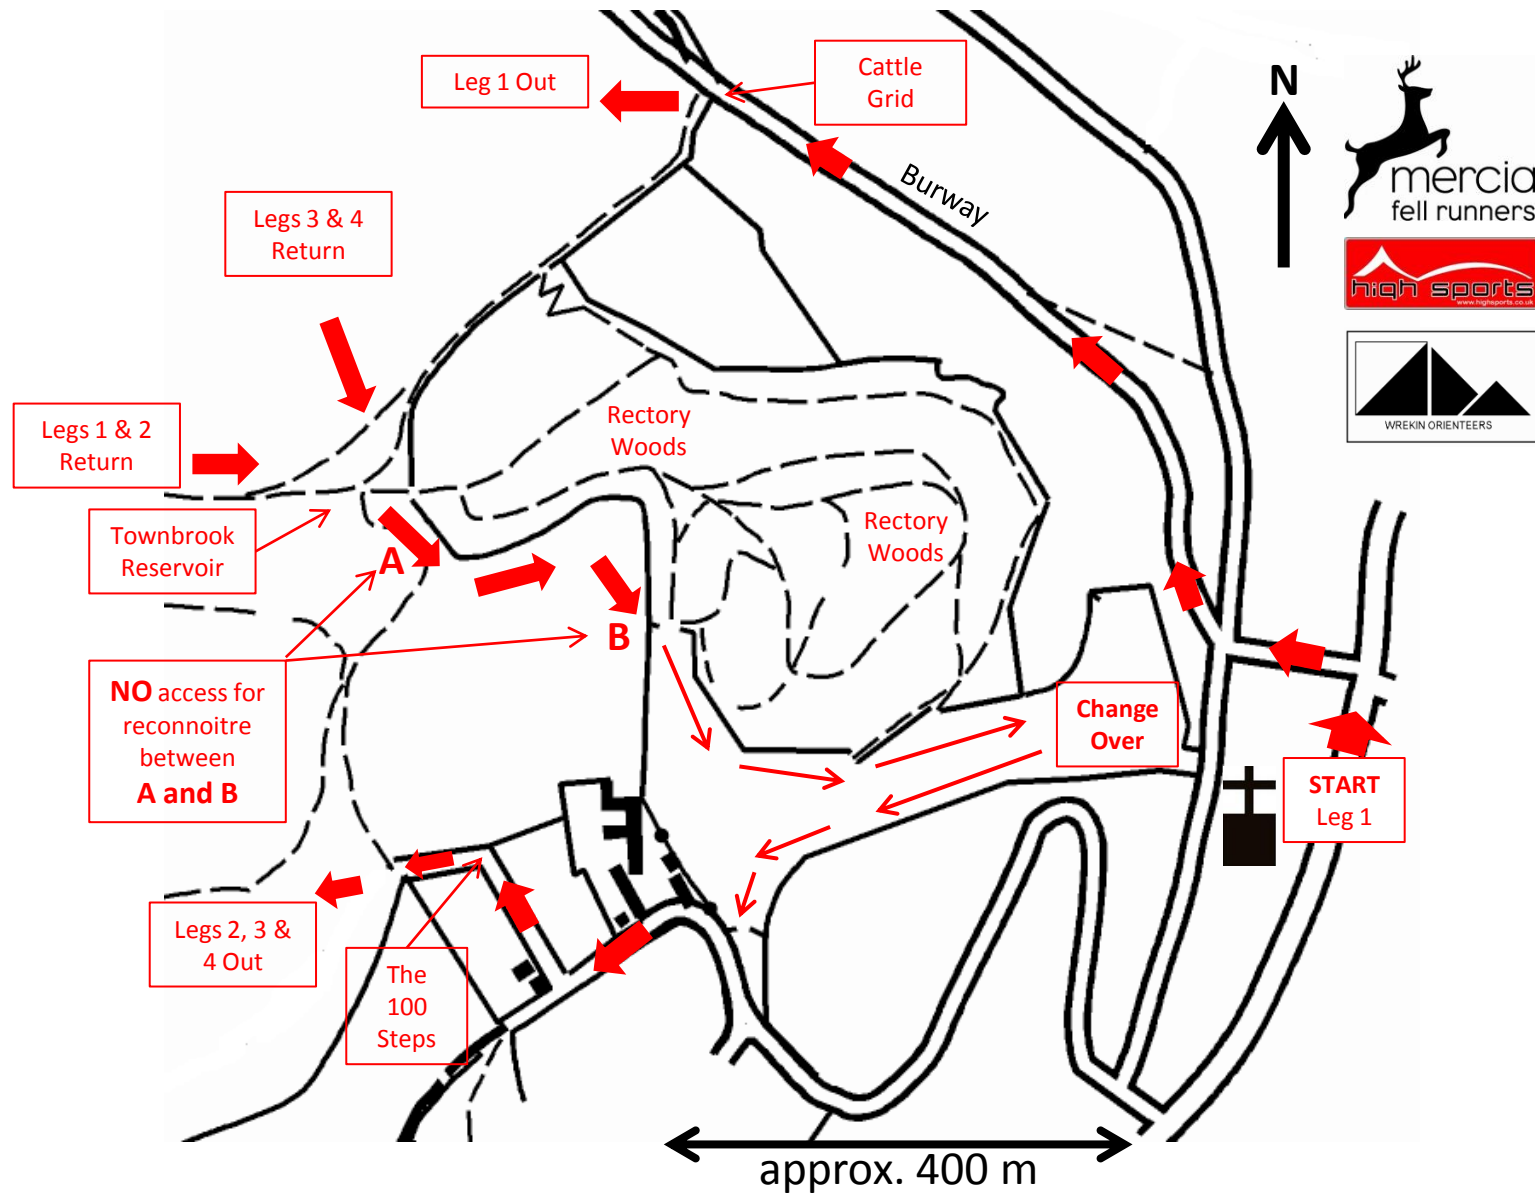 Leg 1 Out
Cattle
Grid
N
mercia
fell runners
high sports
www.highsports.co.uk
WREKIN ORIENTEERS
Burway
Legs 3 & 4
Return
Legs 1 & 2
Return
Townbrook
Reservoir
Rectory
Woods
Rectory
Woods
A
B
NO access for
reconnoitre
between
A and B
Change
Over
START
Leg 1
Legs 2, 3 &
4 Out
The
100
Steps
approx. 400 m